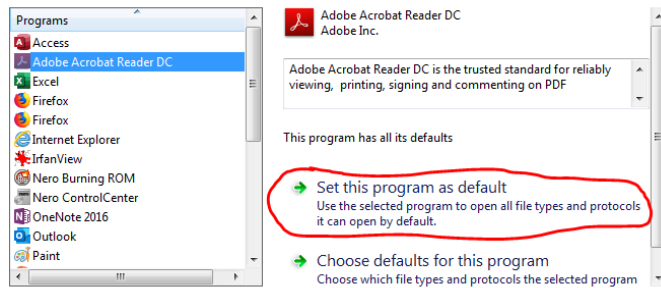 Programs
Access
Adobe Acrobat Reader DC
Excel
Firefox
Firefox
Internet Explorer
IrfanView
Nero Burning ROM
Nero ControlCenter
OneNote 2016
Outlook
Paint
Adobe Acrobat Reader DC
Adobe Inc.
Adobe Acrobat Reader DC is the trusted standard for reliably
viewing, printing, signing and commenting on PDF
This program has all its defaults
Set this program as default
Use the selected program to open all file types and protocols
it can open by default.
Choose defaults for this program
Choose which file types and protocols the selected program